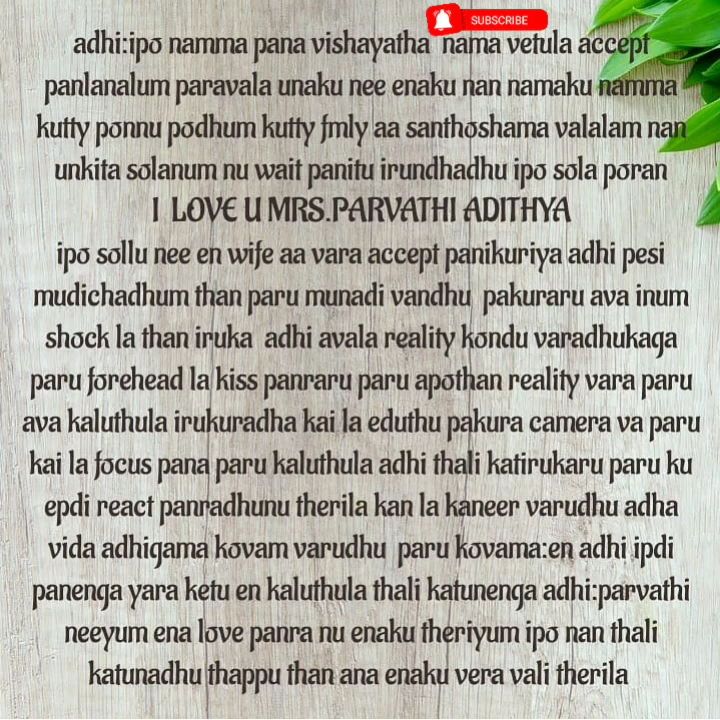 SUBSCRIBE
adhi:ipo namma pana vishayatha nama vetula accept
panlanalum paravala unaku nee enaku nan namaku namma
kutty ponnu podhum kutty fmly aa santhoshama valalam nan
unkita solanum nu wait panitu irundhadhu ipo sola poran
I LOVE U MRS.PARVATHI ADITHYA
ipo sollu nee en wife aa vara accept panikuriya adhi pesi
mudichadhum than paru munadi vandhu pakuraru ava inum
shock la than iruka adhi avala reality kondu varadhukaga
paru forehead la kiss panraru paru apothan reality vara paru
ava kaluthula irukuradha kai la eduthu pakura camera va paru
kai la focus pana paru kaluthula adhi thali katirukaru paru ku
epdi react panradhunu therila kan la kaneer varudhu adha
vida adhigama kovam varudhu paru kovama:en adhi ipdi
panenga yara ketu en kaluthula thali katunenga adhi:parvathi
neeyum ena love panra nu enaku theriyum ipo nan thali
katunadhu thappu than ana enaku vera vali therila